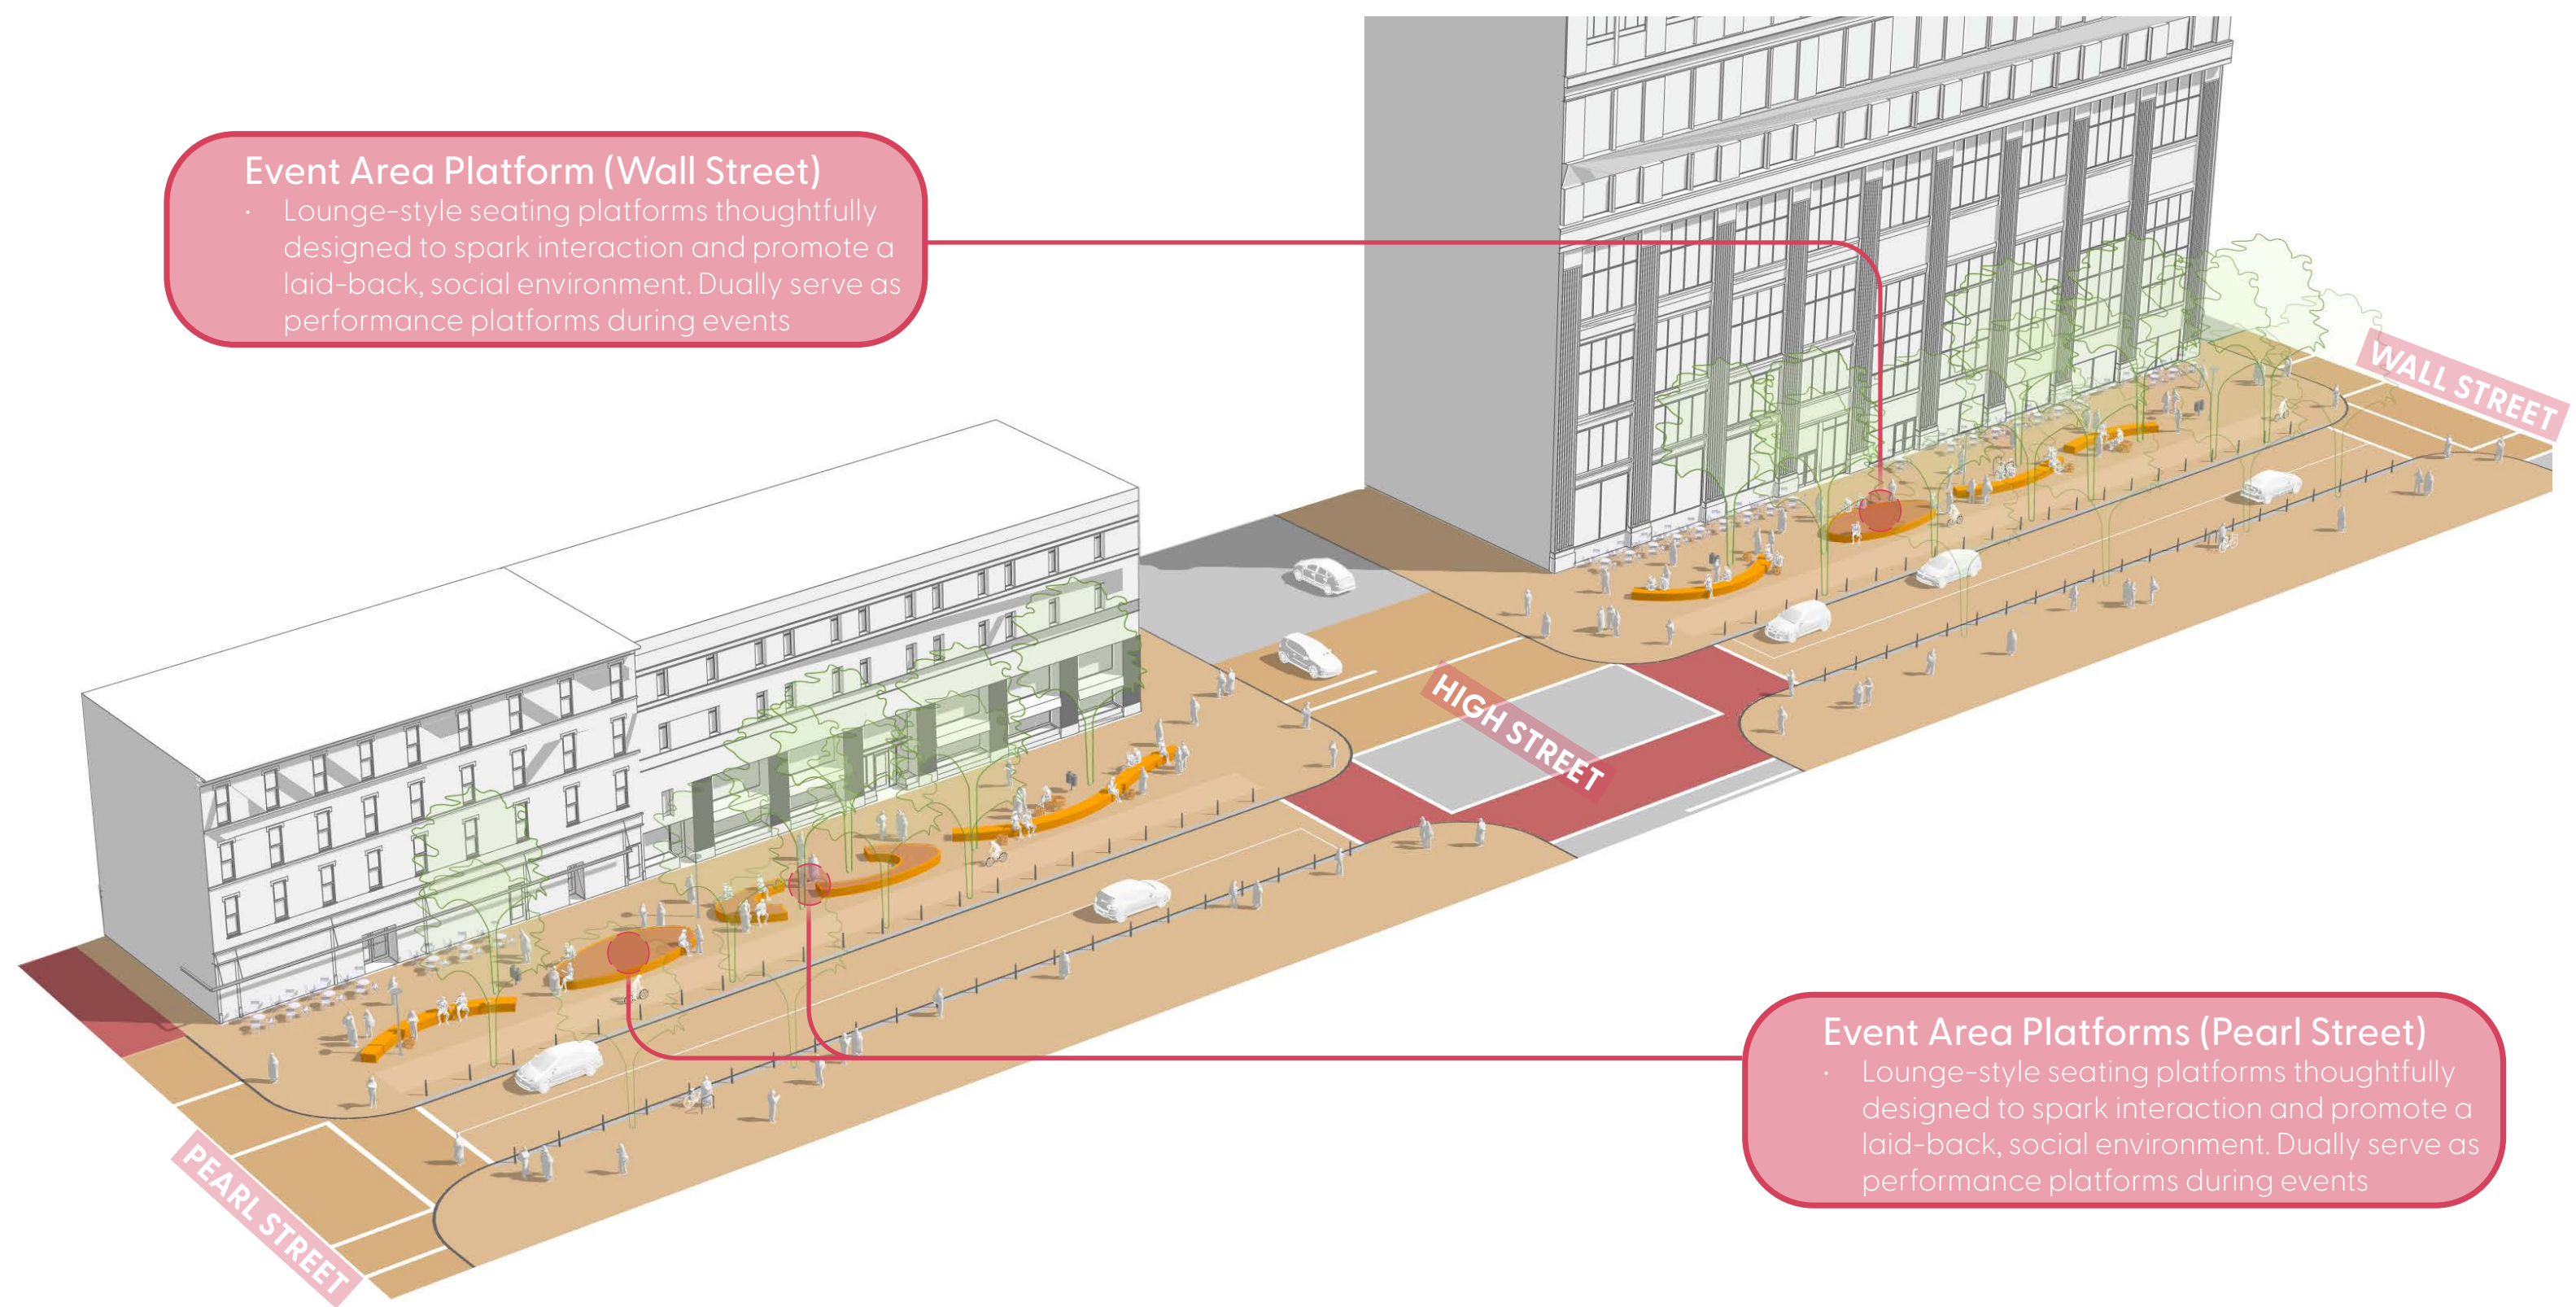 Event Area Platform (Wall Street)
· Lounge-style seating platforms thoughtfully
designed to spark interaction and promote a
laid-back, social environment. Dually serve as
performance platforms during events
WALL STREET
HIGH STREET
Event Area Platforms (Pearl Street)
· Lounge-style seating platforms thoughtfully
designed to spark interaction and promote a
laid-back, social environment. Dually serve as
performance platforms during events
PEARL STREET